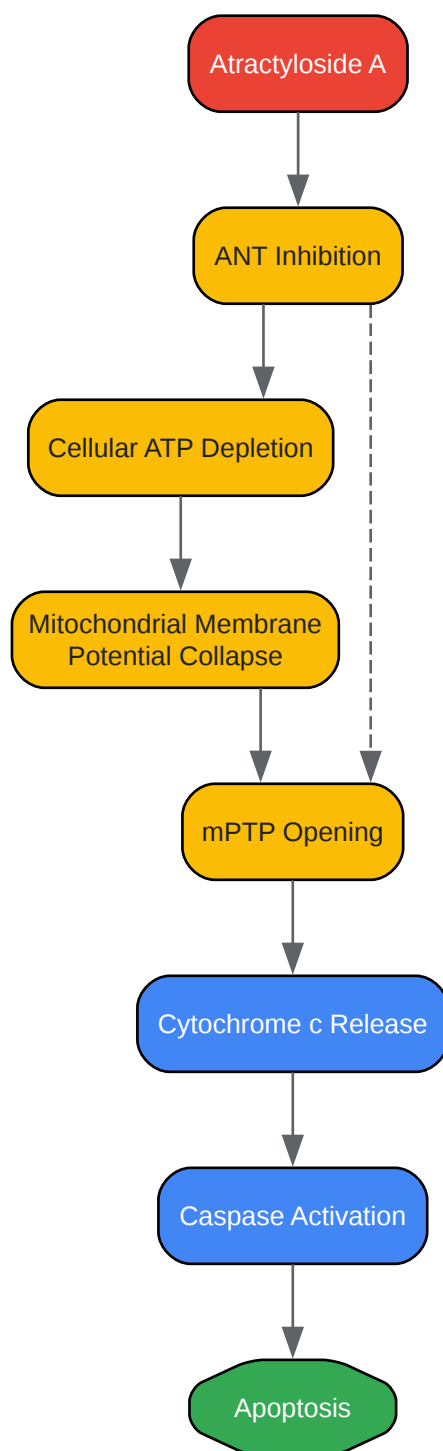 Atractyloside A
ANT Inhibition
Cellular ATP Depletion
Mitochondrial Membrane
Potential Collapse
mPTP Opening
Cytochrome c Release
Caspase Activation
Apoptosis